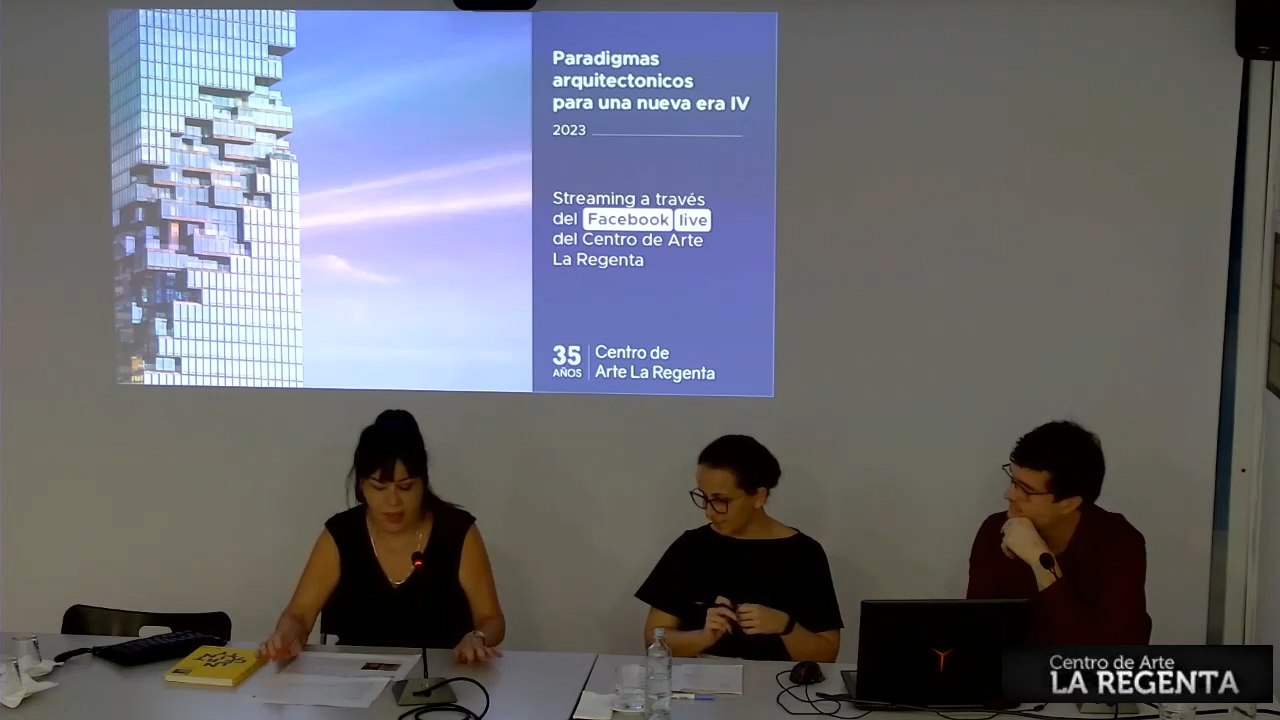 Paradigmas
arquitectonicos
para una nueva era IV
2023
Streaming a través
del Facebook live
del Centro de Arte
La Regenta
35 AÑOS
Centro de
Arte La Regenta
Centro de Arte
LA REGENTA